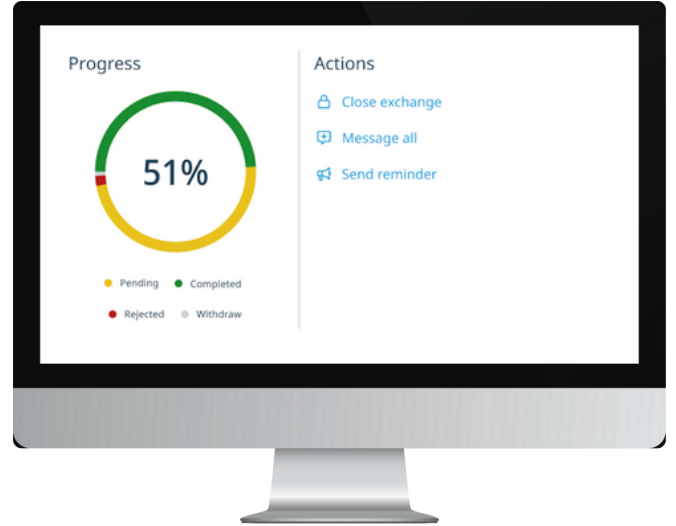 Progress
51%
Pending
Completed
Rejected
Withdraw
Actions
Close exchange
Message all
Send reminder